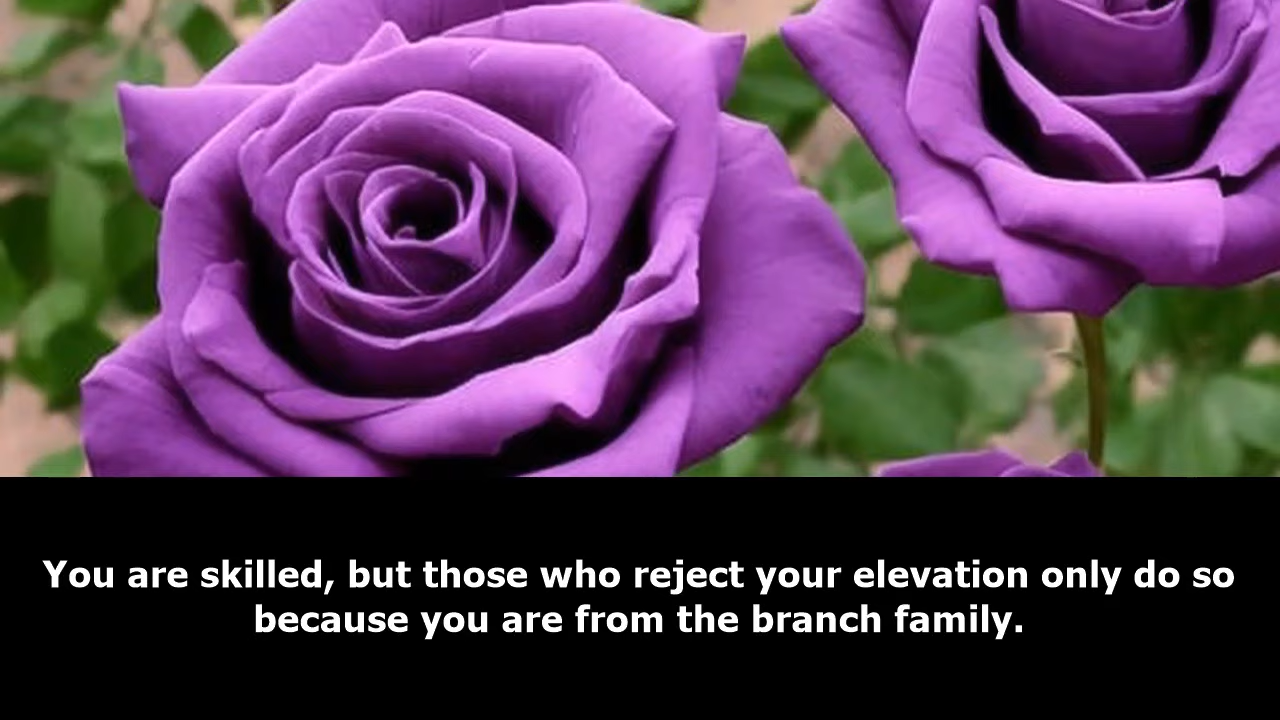 You are skilled, but those who reject your elevation only do so
because you are from the branch family.